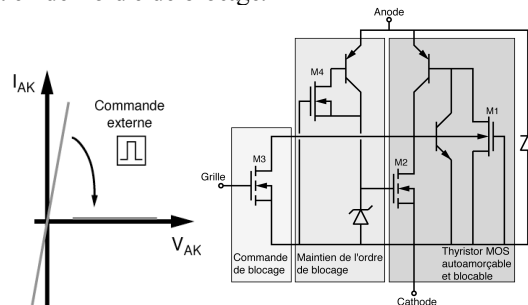 Anode
I_AK
Commande
externe
V_AK
M4
M1
M3
M2
Grille
Commande
de blocage
Maintien de l'ordre
de blocage
Thyristor MOS
autoamorçable
et blocable
Cathode